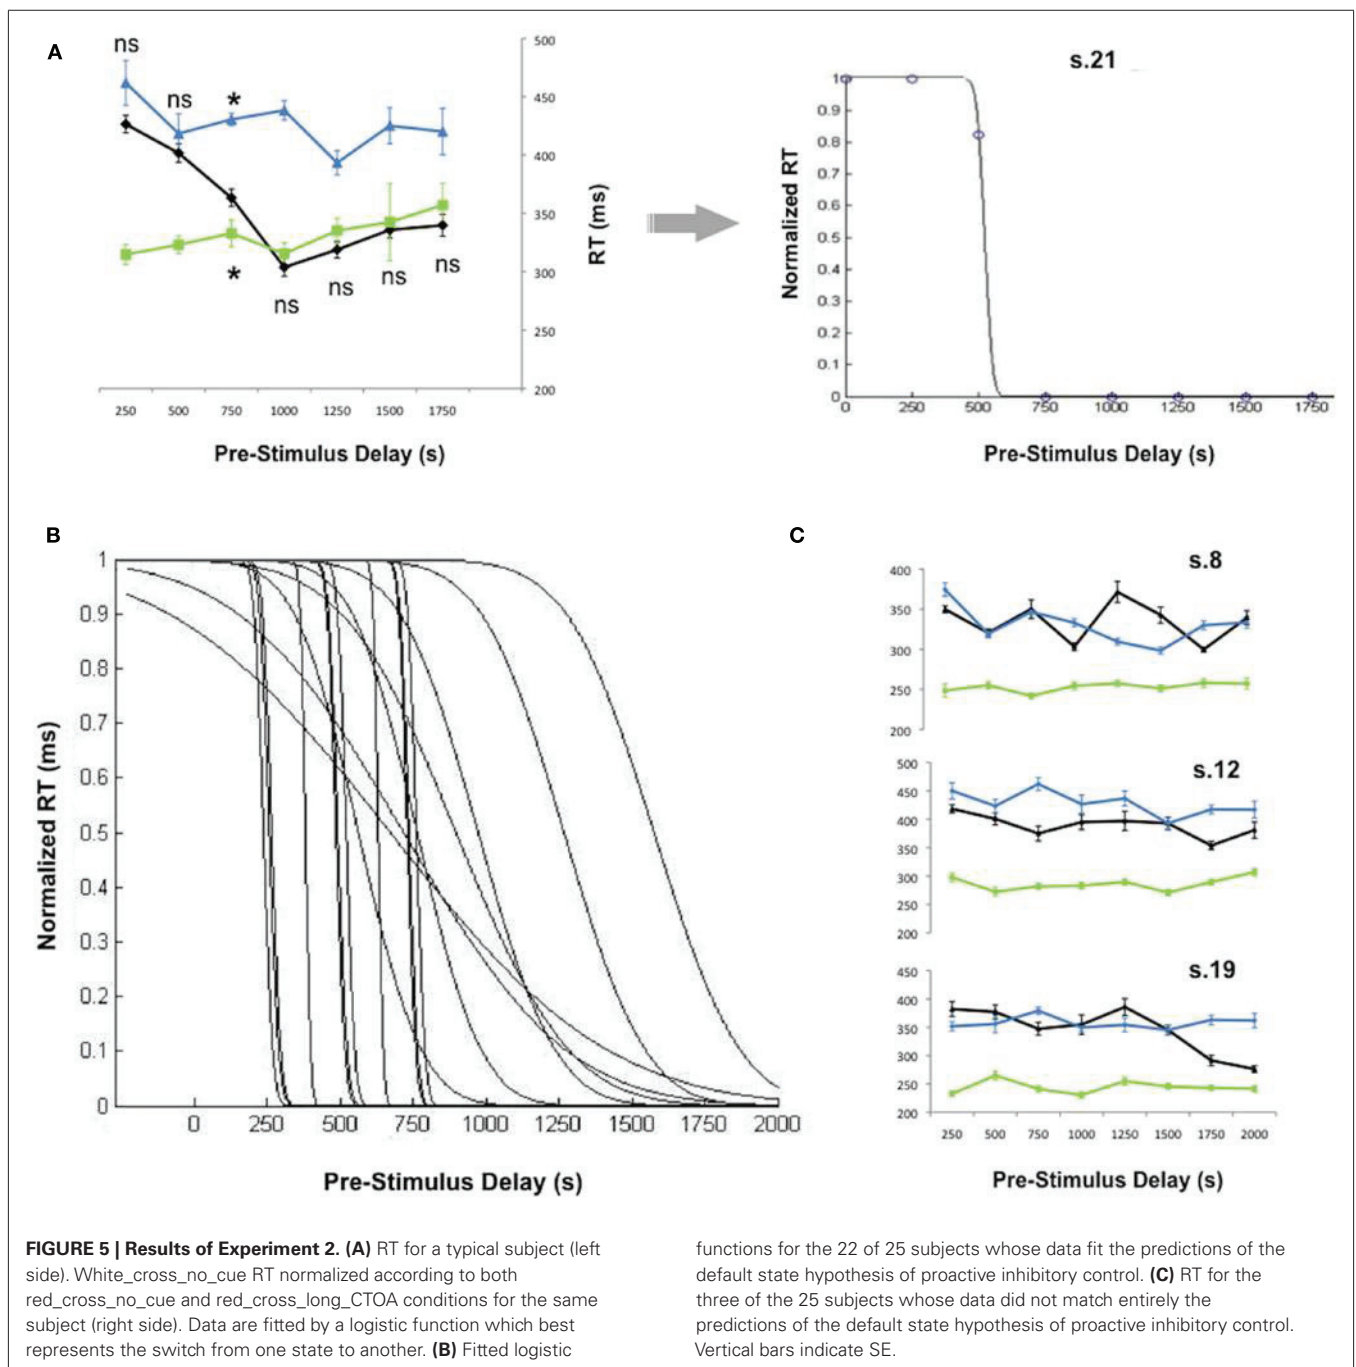 A
ns
ns
*
*
ns
ns
ns
ns
500
450
400
350
300
250
200
RT (ms)
250 500 750 1000 1250 1500 1750
Pre-Stimulus Delay (s)
s.21
Normalized RT
1
0.9
0.8
0.7
0.6
0.5
0.4
0.3
0.2
0.1
0
0 250 500 750 1000 1250 1500 1750
Pre-Stimulus Delay (s)
B
Normalized RT (ms)
1
0.9
0.8
0.7
0.6
0.5
0.4
0.3
0.2
0.1
0
0 250 500 750 1000 1250 1500 1750 2000
Pre-Stimulus Delay (s)
C
s.8
400
350
300
250
200
s.12
500
450
400
350
300
250
200
s.19
450
400
350
300
250
200
250 500 750 1000 1250 1500 1750 2000
Pre-Stimulus Delay (s)
FIGURE 5 | Results of Experiment 2. (A) RT for a typical subject (left
side). White_cross_no_cue RT normalized according to both
red_cross_no_cue and red_cross_long_CTOA conditions for the same
subject (right side). Data are fitted by a logistic function which best
represents the switch from one state to another. (B) Fitted logistic
functions for the 22 of 25 subjects whose data fit the predictions of the
default state hypothesis of proactive inhibitory control. (C) RT for the
three of the 25 subjects whose data did not match entirely the
predictions of the default state hypothesis of proactive inhibitory control.
Vertical bars indicate SE.